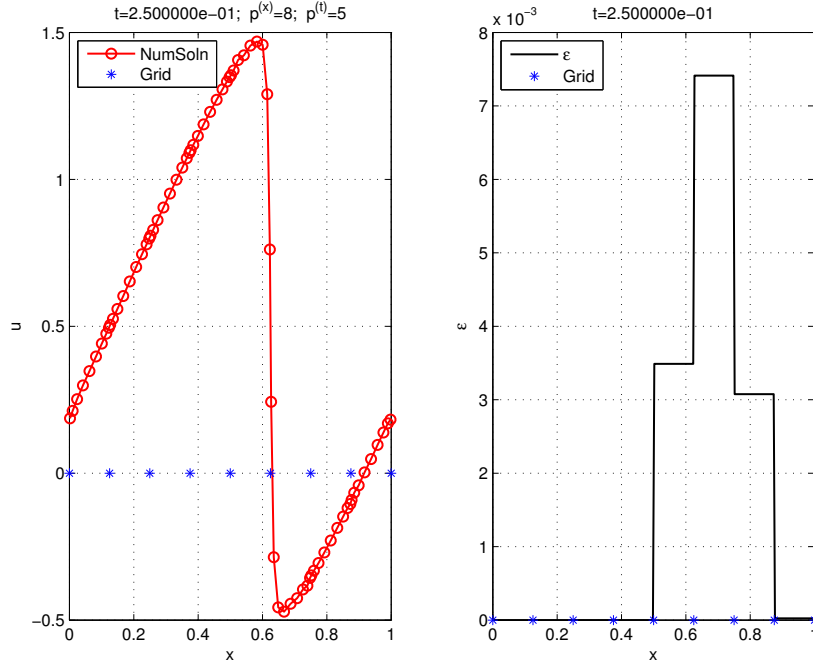 t=2.500000e-01; p^(x)=8; p^(t)=5
NumSoln
Grid
1.5
1
0.5
0
−0.5
u
0 0.2 0.4 0.6 0.8 1
x
x 10^−3
t=2.500000e-01
ε
Grid
8
7
6
5
4
3
2
1
0
ε
0 0.2 0.4 0.6 0.8 1
x